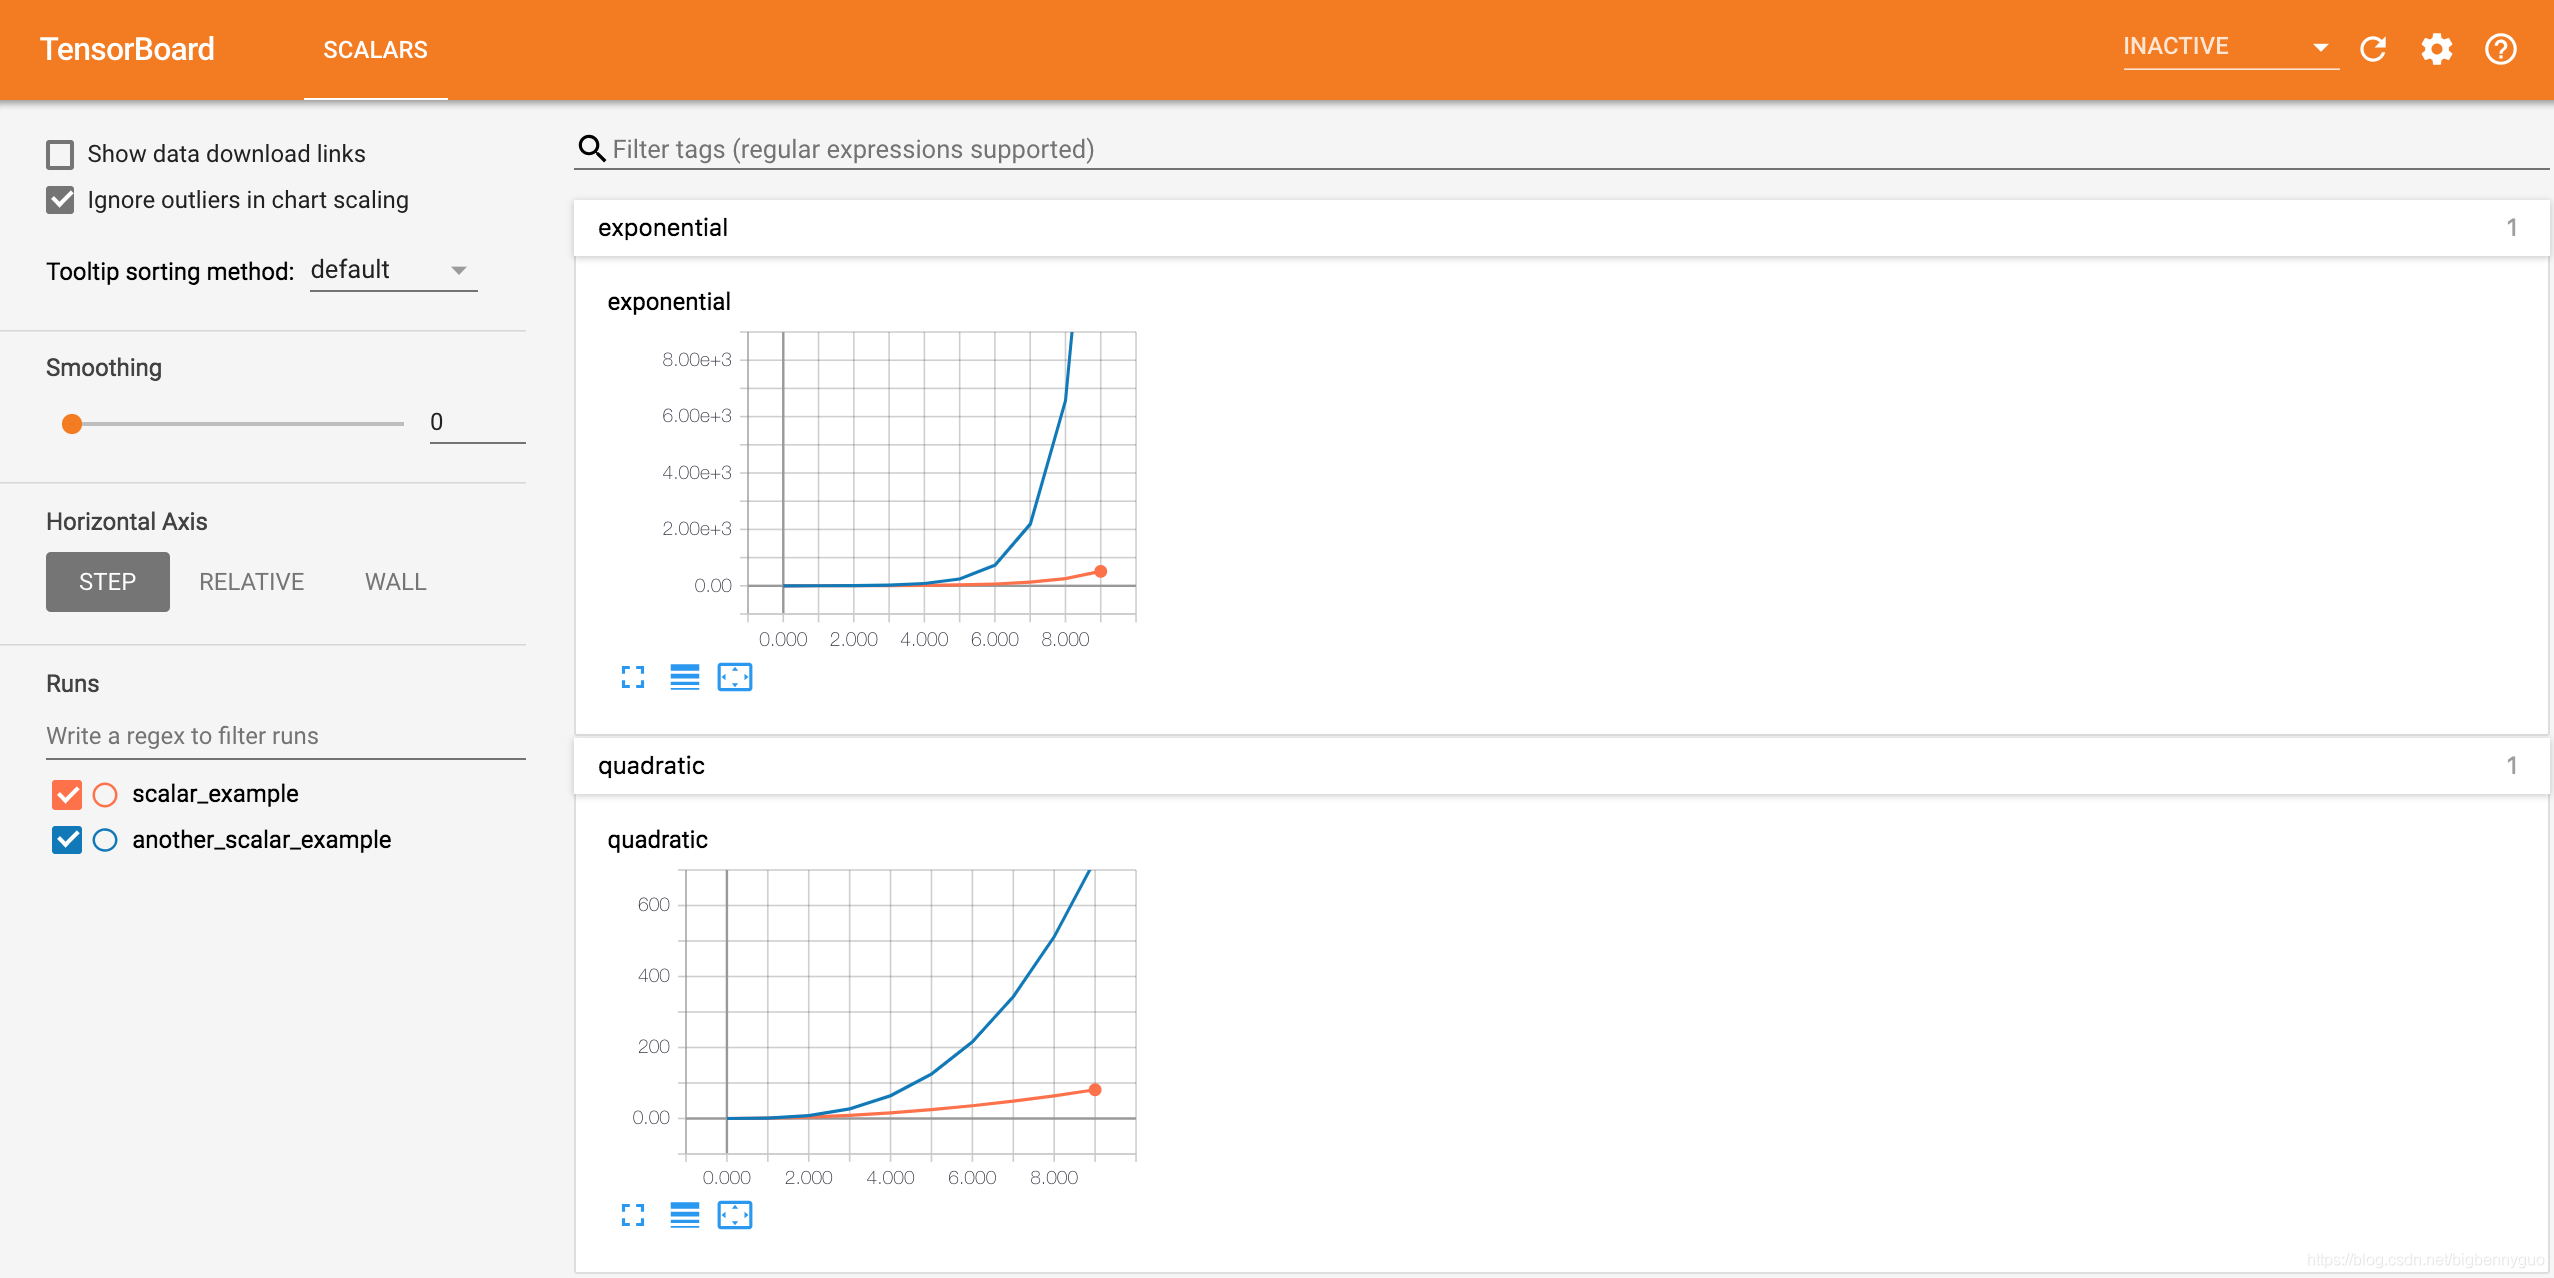 TensorBoard
SCALARS
INACTIVE
Show data download links
Ignore outliers in chart scaling
Tooltip sorting method: default
Smoothing
0
Horizontal Axis
STEP RELATIVE WALL
Runs
Write a regex to filter runs
scalar_example
another_scalar_example
Filter tags (regular expressions supported)
exponential 1
exponential
8.00e+3
6.00e+3
4.00e+3
2.00e+3
0.00
0.000 2.000 4.000 6.000 8.000
quadratic 1
quadratic
600
400
200
0.00
0.000 2.000 4.000 6.000 8.000
https://blog.csdn.net/bigbennyguo